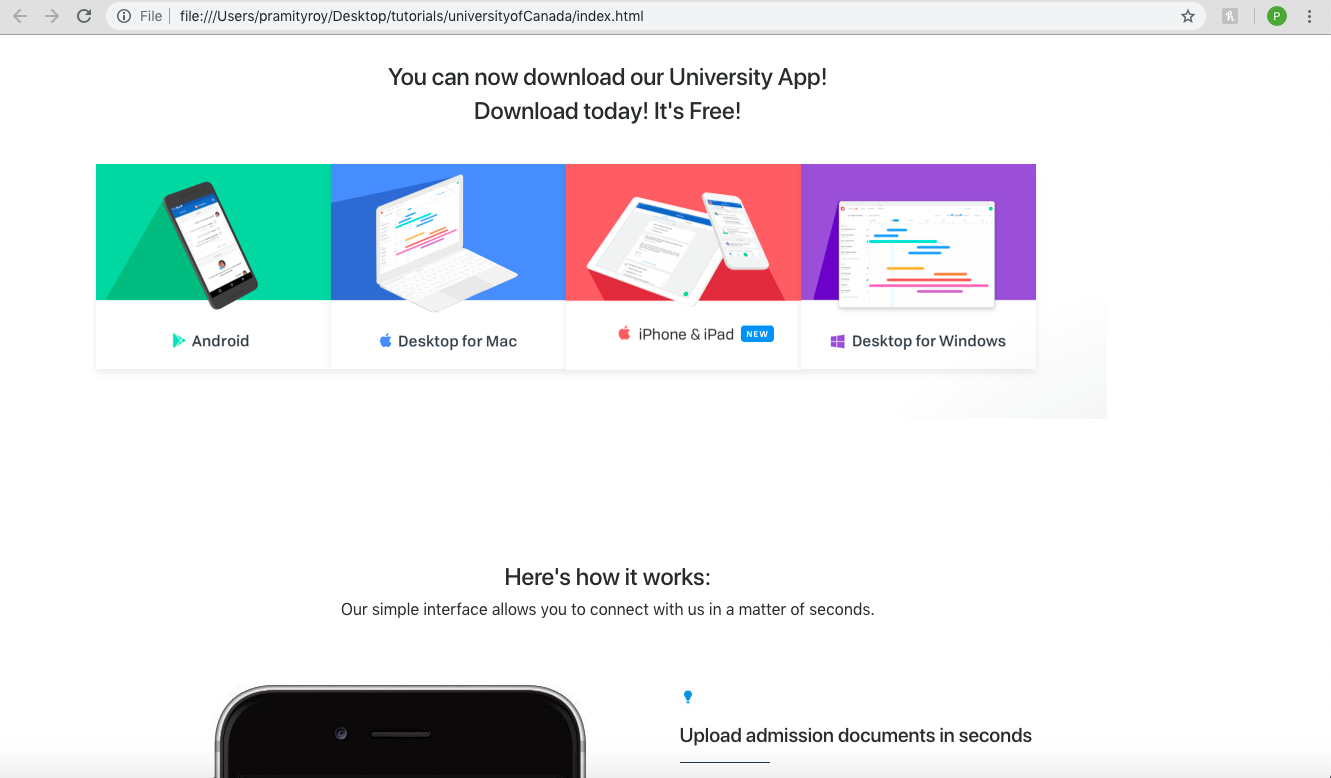 File
file:///Users/pramityroy/Desktop/tutorials/universityofCanada/index.html
P
You can now download our University App!
Download today! It's Free!
Android
Desktop for Mac
iPhone & iPad NEW
Desktop for Windows
Here's how it works:
Our simple interface allows you to connect with us in a matter of seconds.
Upload admission documents in seconds